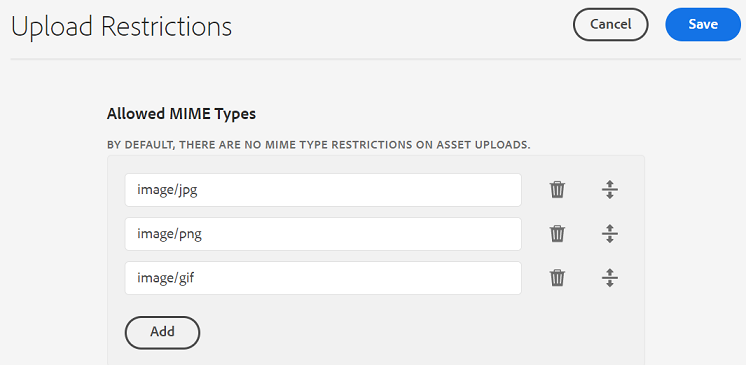 Upload Restrictions
Cancel
Save
Allowed MIME Types
BY DEFAULT, THERE ARE NO MIME TYPE RESTRICTIONS ON ASSET UPLOADS.
image/jpg
image/png
image/gif
Add